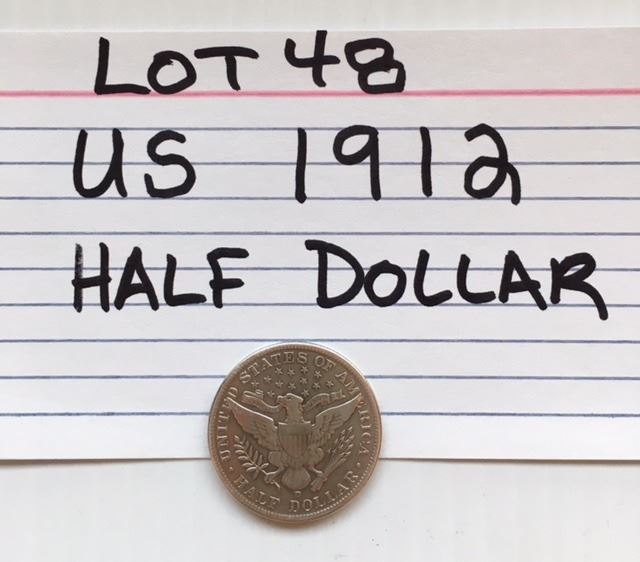 LOT 48
US 1912
HALF DOLLAR
UNITED STATES OF AMERICA
D
HALF DOLLAR